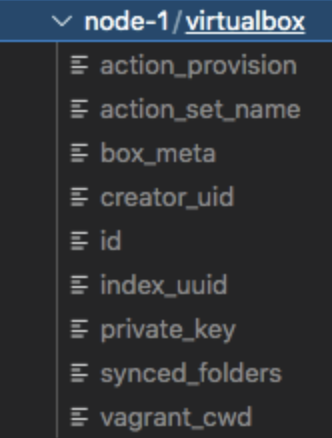 node-1/virtualbox
action_provision
action_set_name
box_meta
creator_uid
id
index_uuid
private_key
synced_folders
vagrant_cwd